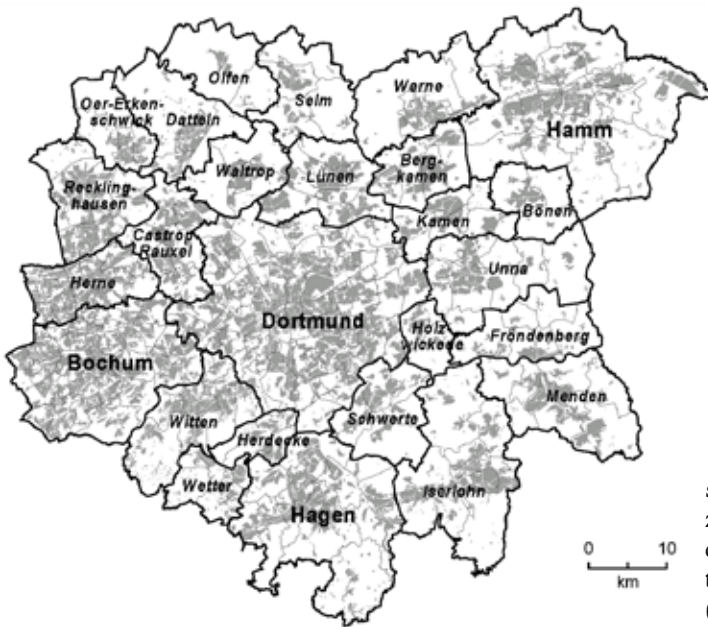 Olfen
Selm
Werne
Oer-Erken-
schwick
Datteln
Hamm
Waltrop
Lünen
Berg-
kamen
Reckling-
hausen
Kamen
Bönen
Castrop
Rauxel
Unna
Herne
Dortmund
Holz
wickede
Fröndenberg
Bochum
Menden
Witten
Schwerte
Herdecke
Wetter
Iserlohn
Hagen
0 10
km